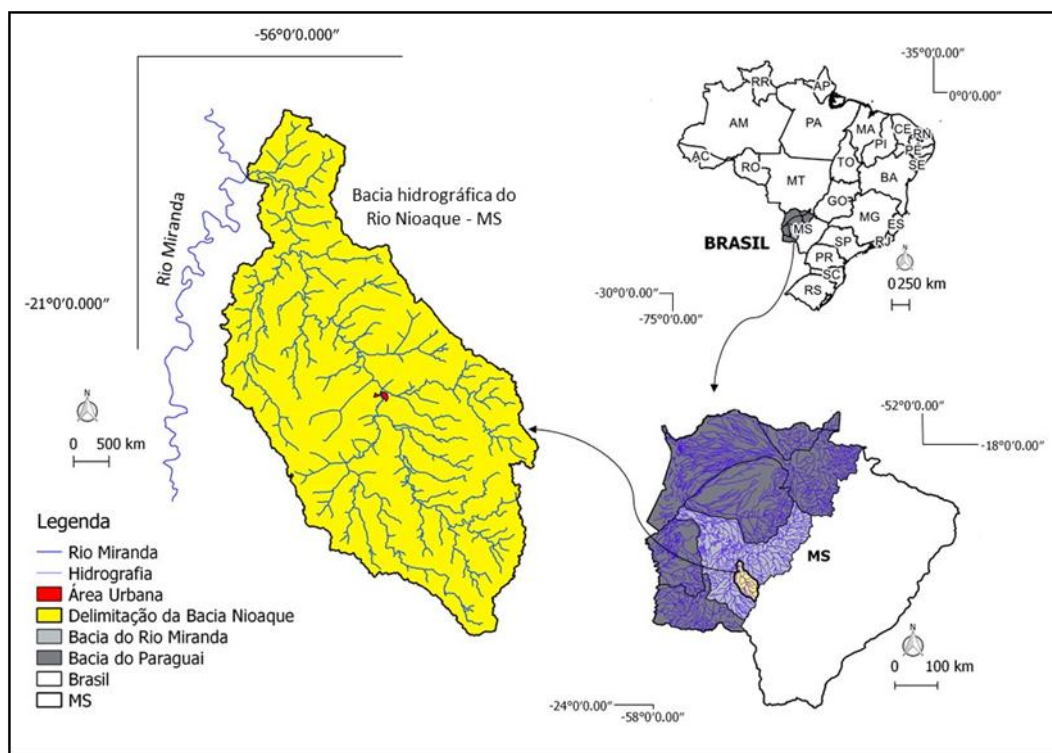 -56°0'0.000"
-21°0'0.000"
Rio Miranda
Bacia hidrográfica do
Rio Nioaque - MS
N
0 500 km
Legenda
Rio Miranda
Hidrografia
Área Urbana
Delimitação da Bacia Nioaque
Bacia do Rio Miranda
Bacia do Paraguai
Brasil
MS
-35°0'0.00"
0°0'0.00"
RR
AP
AM
PA
MA
CE
RN
PI
PE
AC
RO
TO
SE
MT
BA
GO
MG
MS
ES
BRASIL
SP
RJ
PR
SC
RS
N
0250 km
-30°0'0.00"
-75°0'0.00"
-52°0'0.00"
-18°0'0.00"
MS
N
0 100 km
-24°0'0.00"
-58°0'0.00"